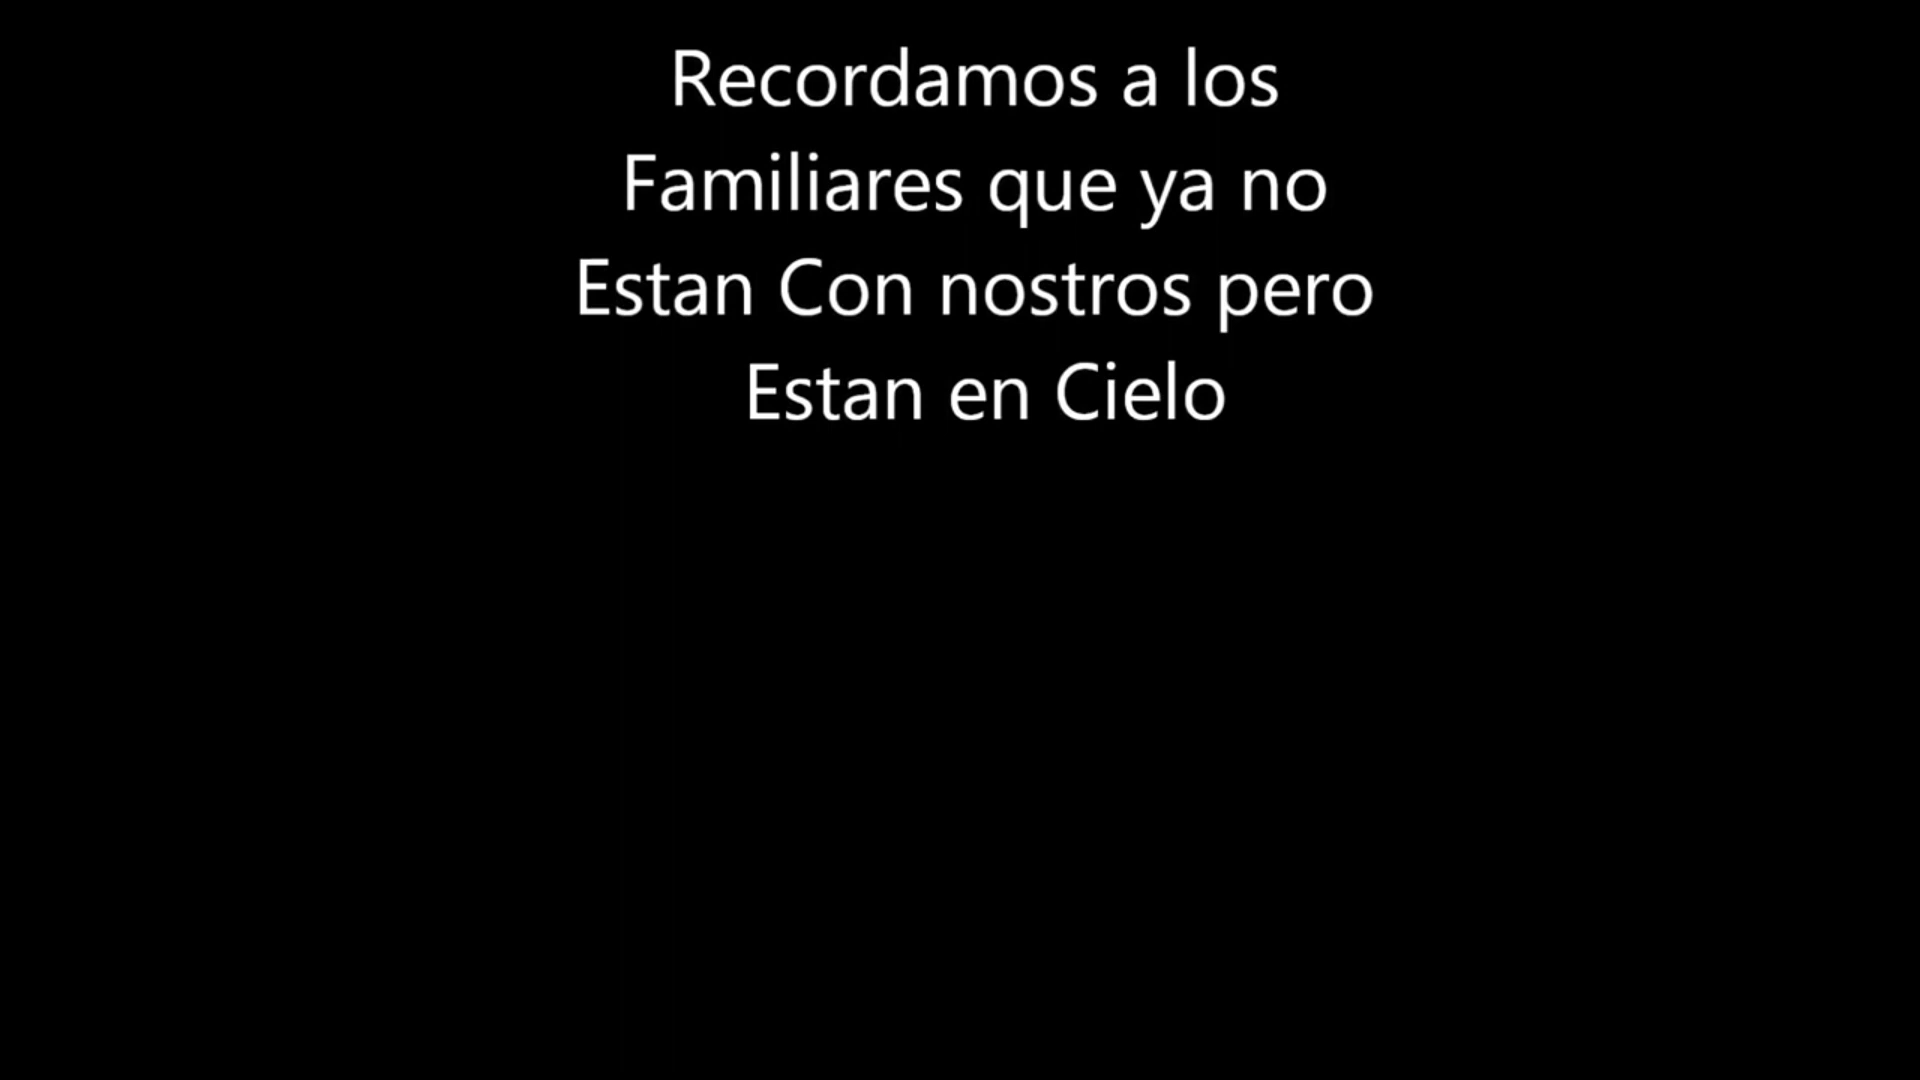 Recordamos a los
Familiares que ya no
Estan Con nostros pero
Estan en Cielo